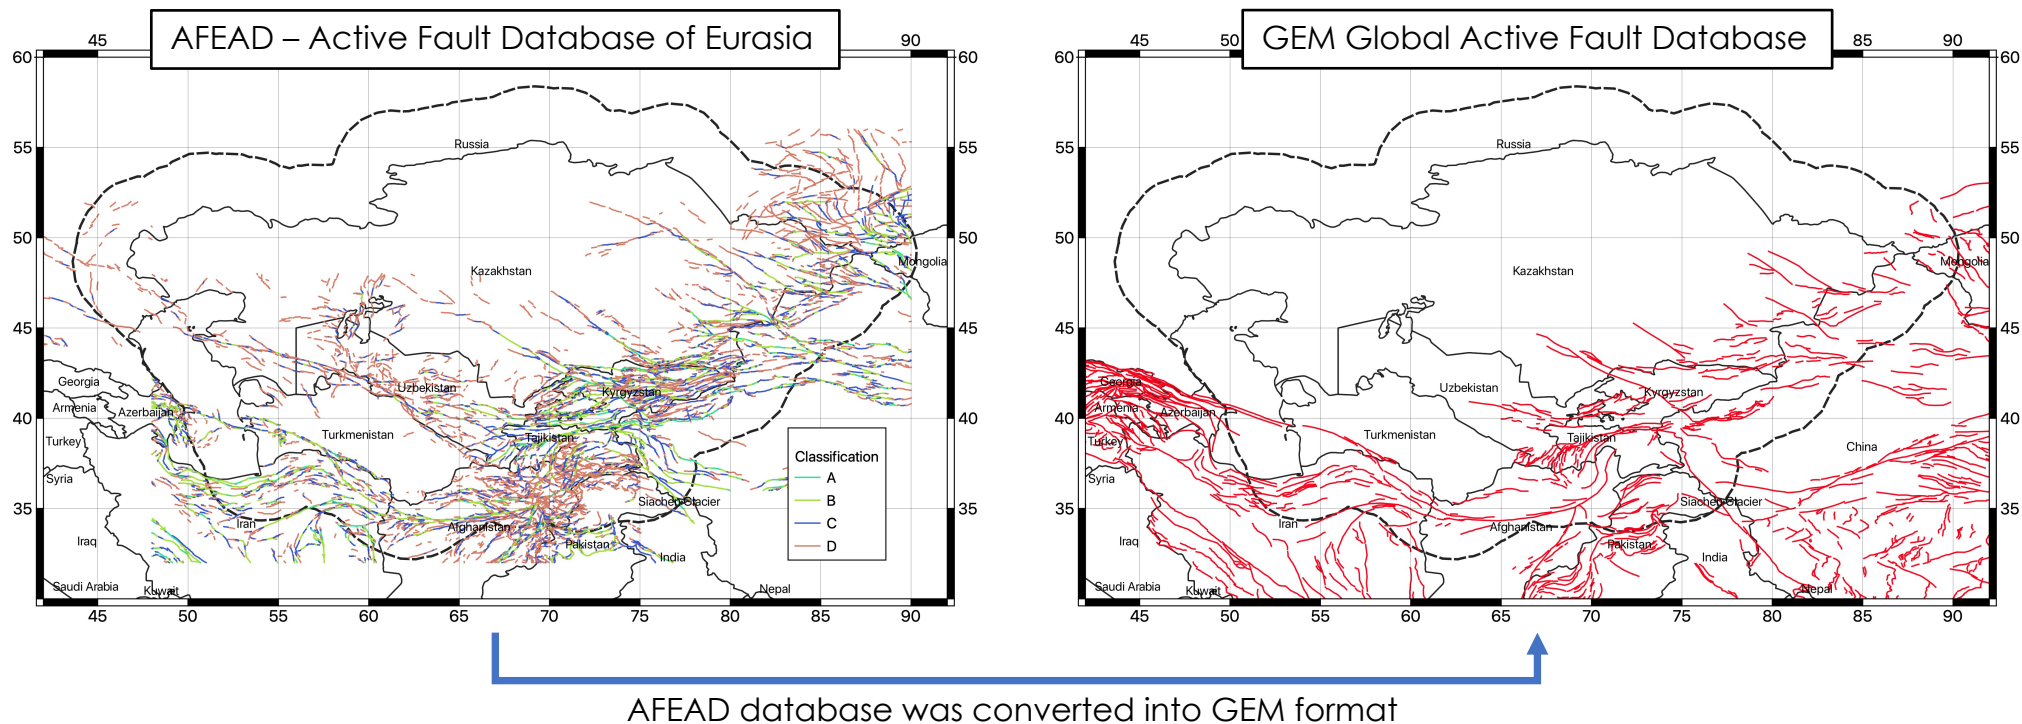 AFEAD – Active Fault Database of Eurasia
45
90
60
60
55
55
50
50
45
45
40
40
35
35
Russia
Kazakhstan
Mongolia
Georgia
Armenia
Azerbaijan
Uzbekistan
Kyrgyzstan
Turkey
Turkmenistan
Tajikistan
Syria
Siachen Glacier
Iran
Afghanistan
Iraq
Pakistan
India
Saudi Arabia
Kuwait
Nepal
Classification
A
B
C
D
45 50 55 60 65 70 75 80 85 90
GEM Global Active Fault Database
45 50 85 90
60
60
55
55
50
50
45
45
40
40
35
35
Russia
Kazakhstan
Mongolia
Georgia
Uzbekistan
Kyrgyzstan
Armenia
Azerbaijan
Turkey
Turkmenistan
Tajikistan
China
Syria
Siachen Glacier
Iran
Afghanistan
Iraq
Pakistan
India
Saudi Arabia
Kuwait
Nepal
45 50 55 60 65 70 75 80 85 90
AFEAD database was converted into GEM format